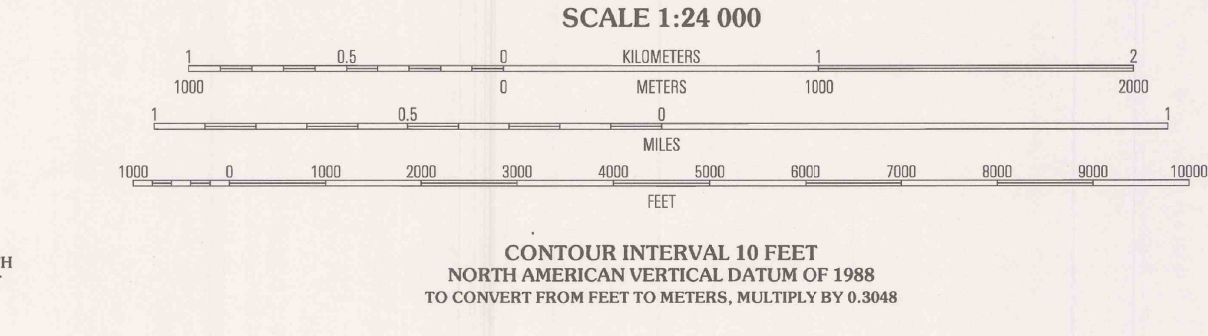 SCALE 1:24 000
1 0.5 0 KILOMETERS 1 2
1000 0 METERS 1000 2000
1 0.5 0 1
MILES
1000 0 1000 2000 3000 4000 5000 6000 7000 8000 9000 10000
FEET
H
CONTOUR INTERVAL 10 FEET
NORTH AMERICAN VERTICAL DATUM OF 1988
TO CONVERT FROM FEET TO METERS, MULTIPLY BY 0.3048